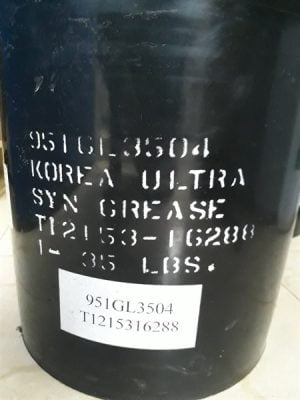 951GL3504
KOREA ULTRA
SYN GREASE
T12153-16288
1- 35 LBS.
951GL3504
T1215316288